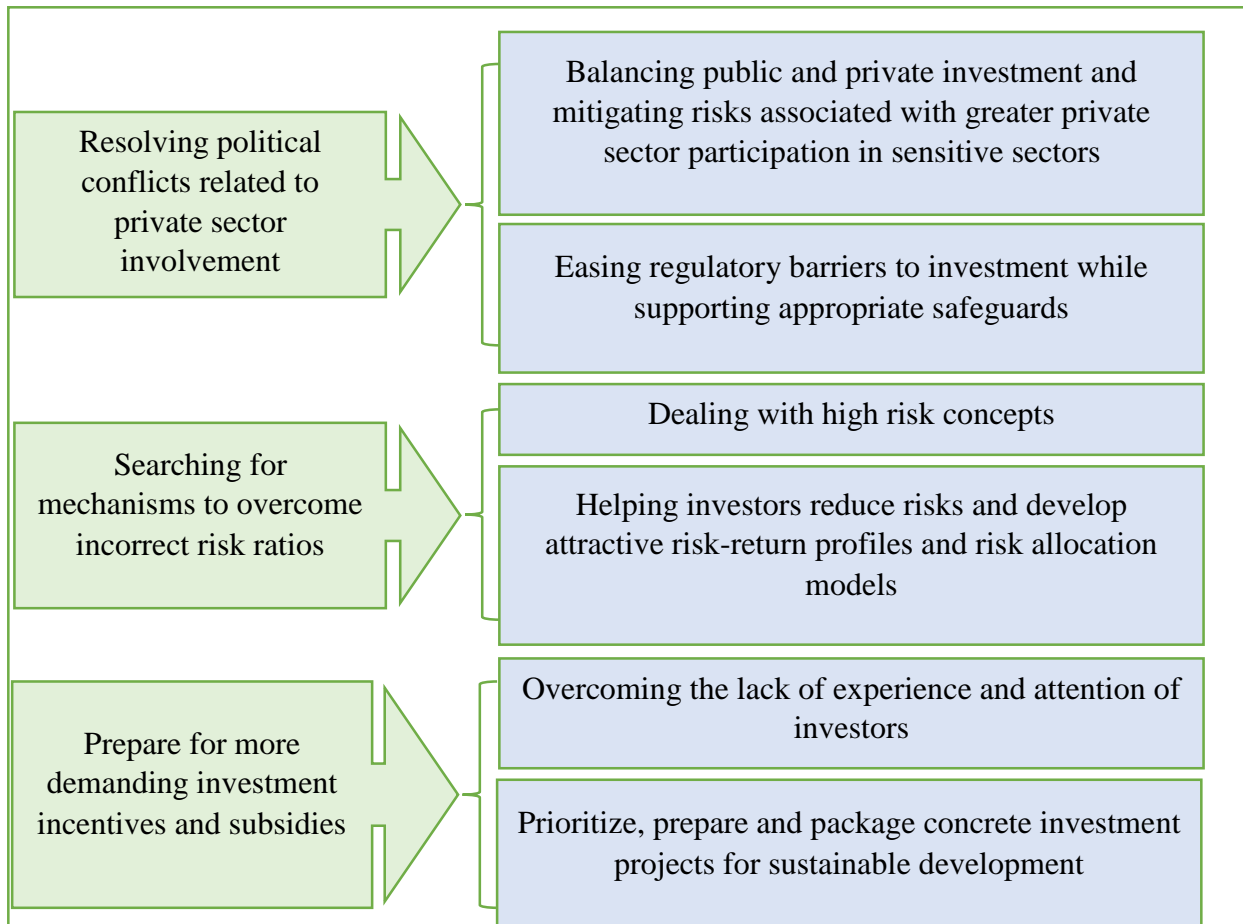 Resolving political
conflicts related to
private sector
involvement
Balancing public and private investment and
mitigating risks associated with greater private
sector participation in sensitive sectors
Easing regulatory barriers to investment while
supporting appropriate safeguards
Searching for
mechanisms to overcome
incorrect risk ratios
Dealing with high risk concepts
Helping investors reduce risks and develop
attractive risk-return profiles and risk allocation
models
Prepare for more
demanding investment
incentives and subsidies
Overcoming the lack of experience and attention of
investors
Prioritize, prepare and package concrete investment
projects for sustainable development